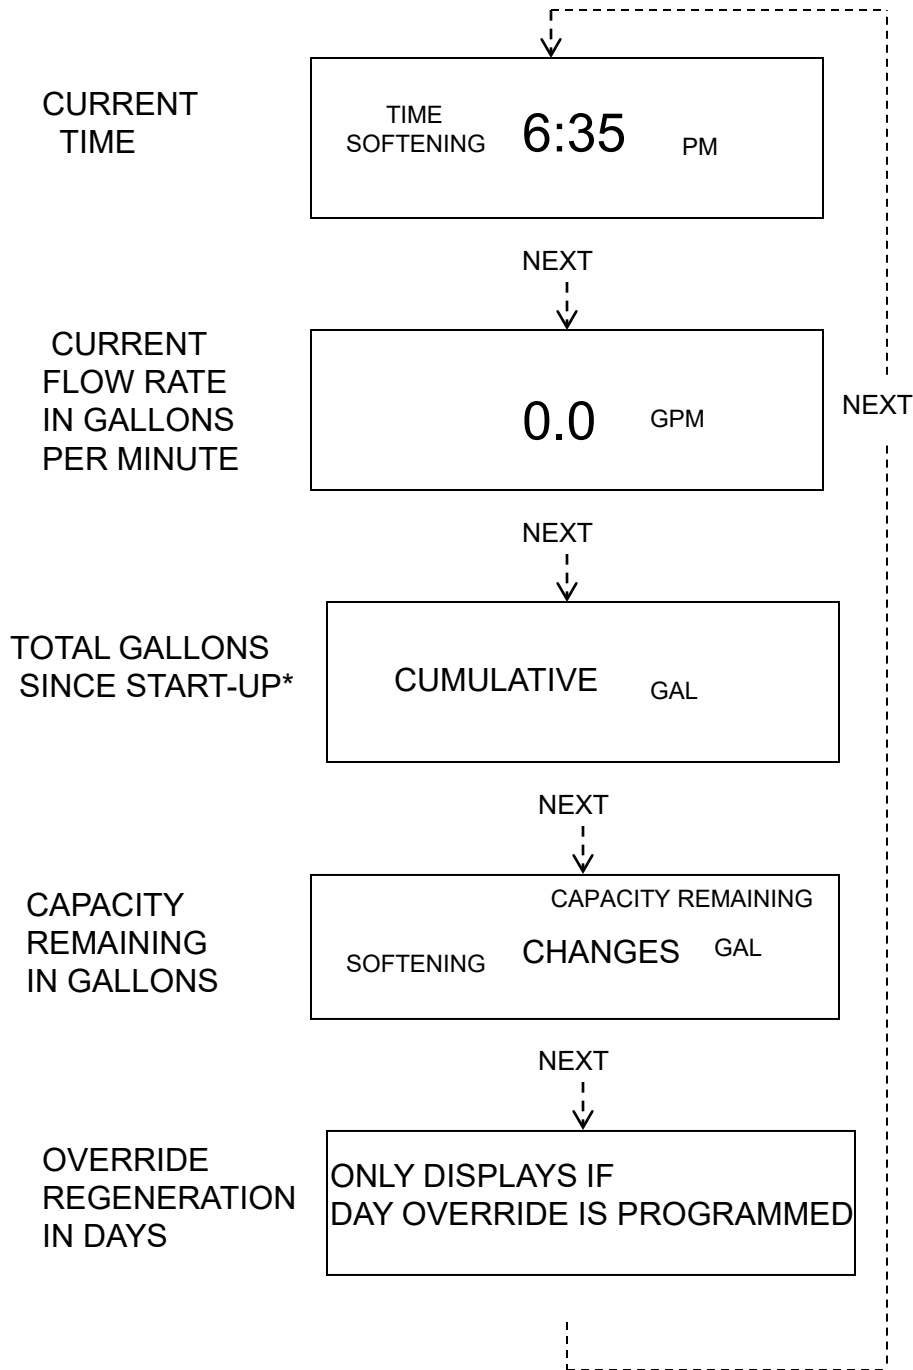 CURRENT
TIME
TIME
SOFTENING
6:35
PM
NEXT
CURRENT
FLOW RATE
IN GALLONS
PER MINUTE
0.0
GPM
NEXT
NEXT
TOTAL GALLONS
SINCE START-UP*
CUMULATIVE
GAL
NEXT
CAPACITY
REMAINING
IN GALLONS
CAPACITY REMAINING
SOFTENING
CHANGES
GAL
NEXT
OVERRIDE
REGENERATION
IN DAYS
ONLY DISPLAYS IF
DAY OVERRIDE IS PROGRAMMED